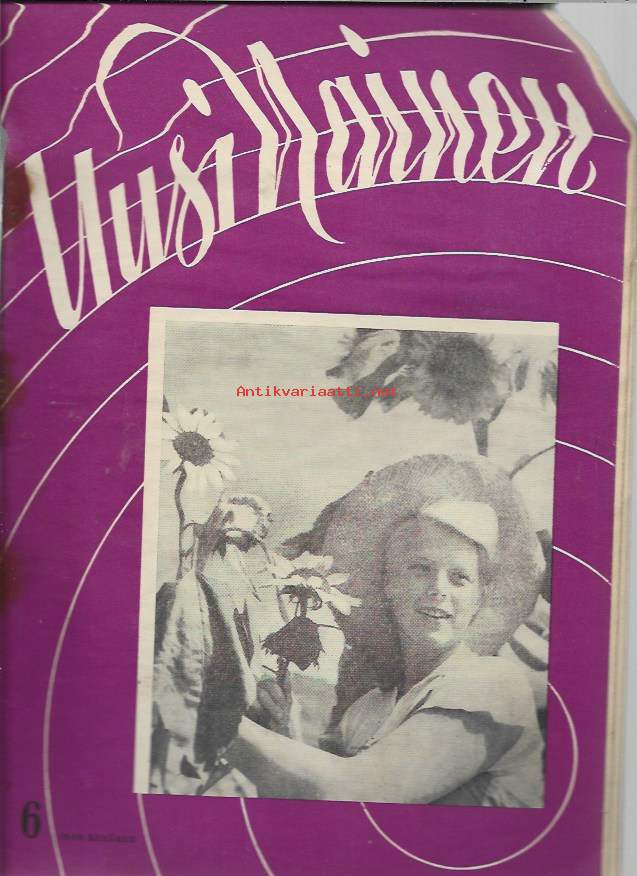 Uusi Nainen
Antikvariaatti.net
6